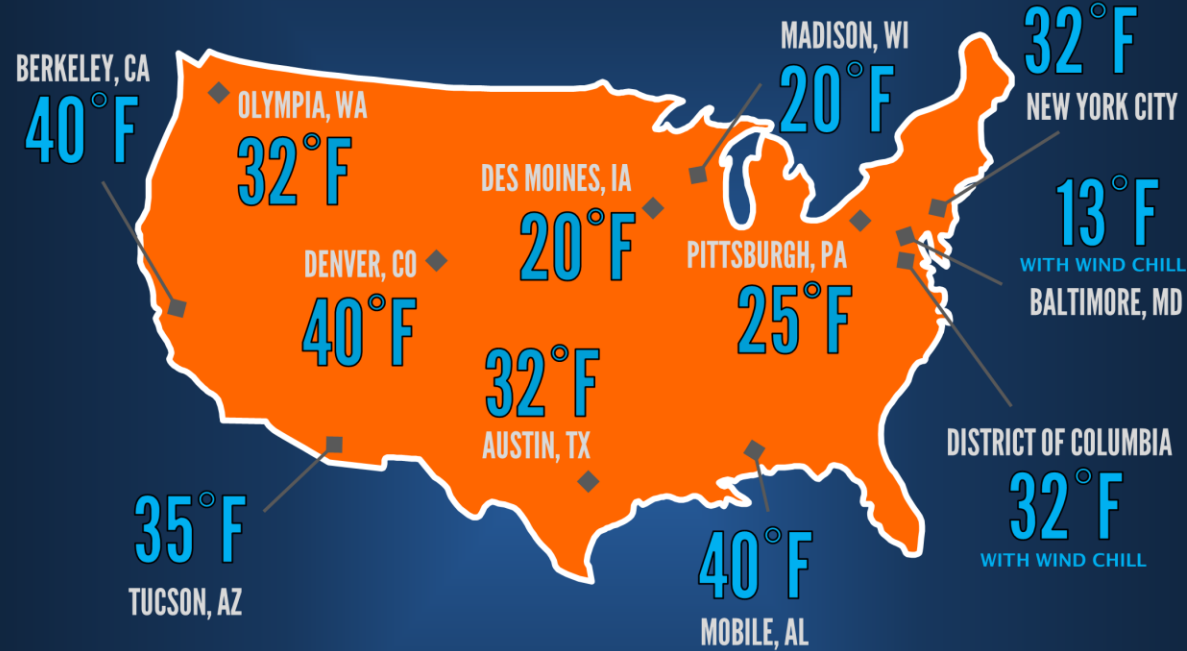 BERKELEY, CA
40°F
OLYMPIA, WA
32°F
MADISON, WI
20°F
32°F
NEW YORK CITY
DES MOINES, IA
20°F
13°F
WITH WIND CHILL
BALTIMORE, MD
DENVER, CO
40°F
PITTSBURGH, PA
25°F
32°F
AUSTIN, TX
DISTRICT OF COLUMBIA
32°F
WITH WIND CHILL
35°F
TUCSON, AZ
40°F
MOBILE, AL